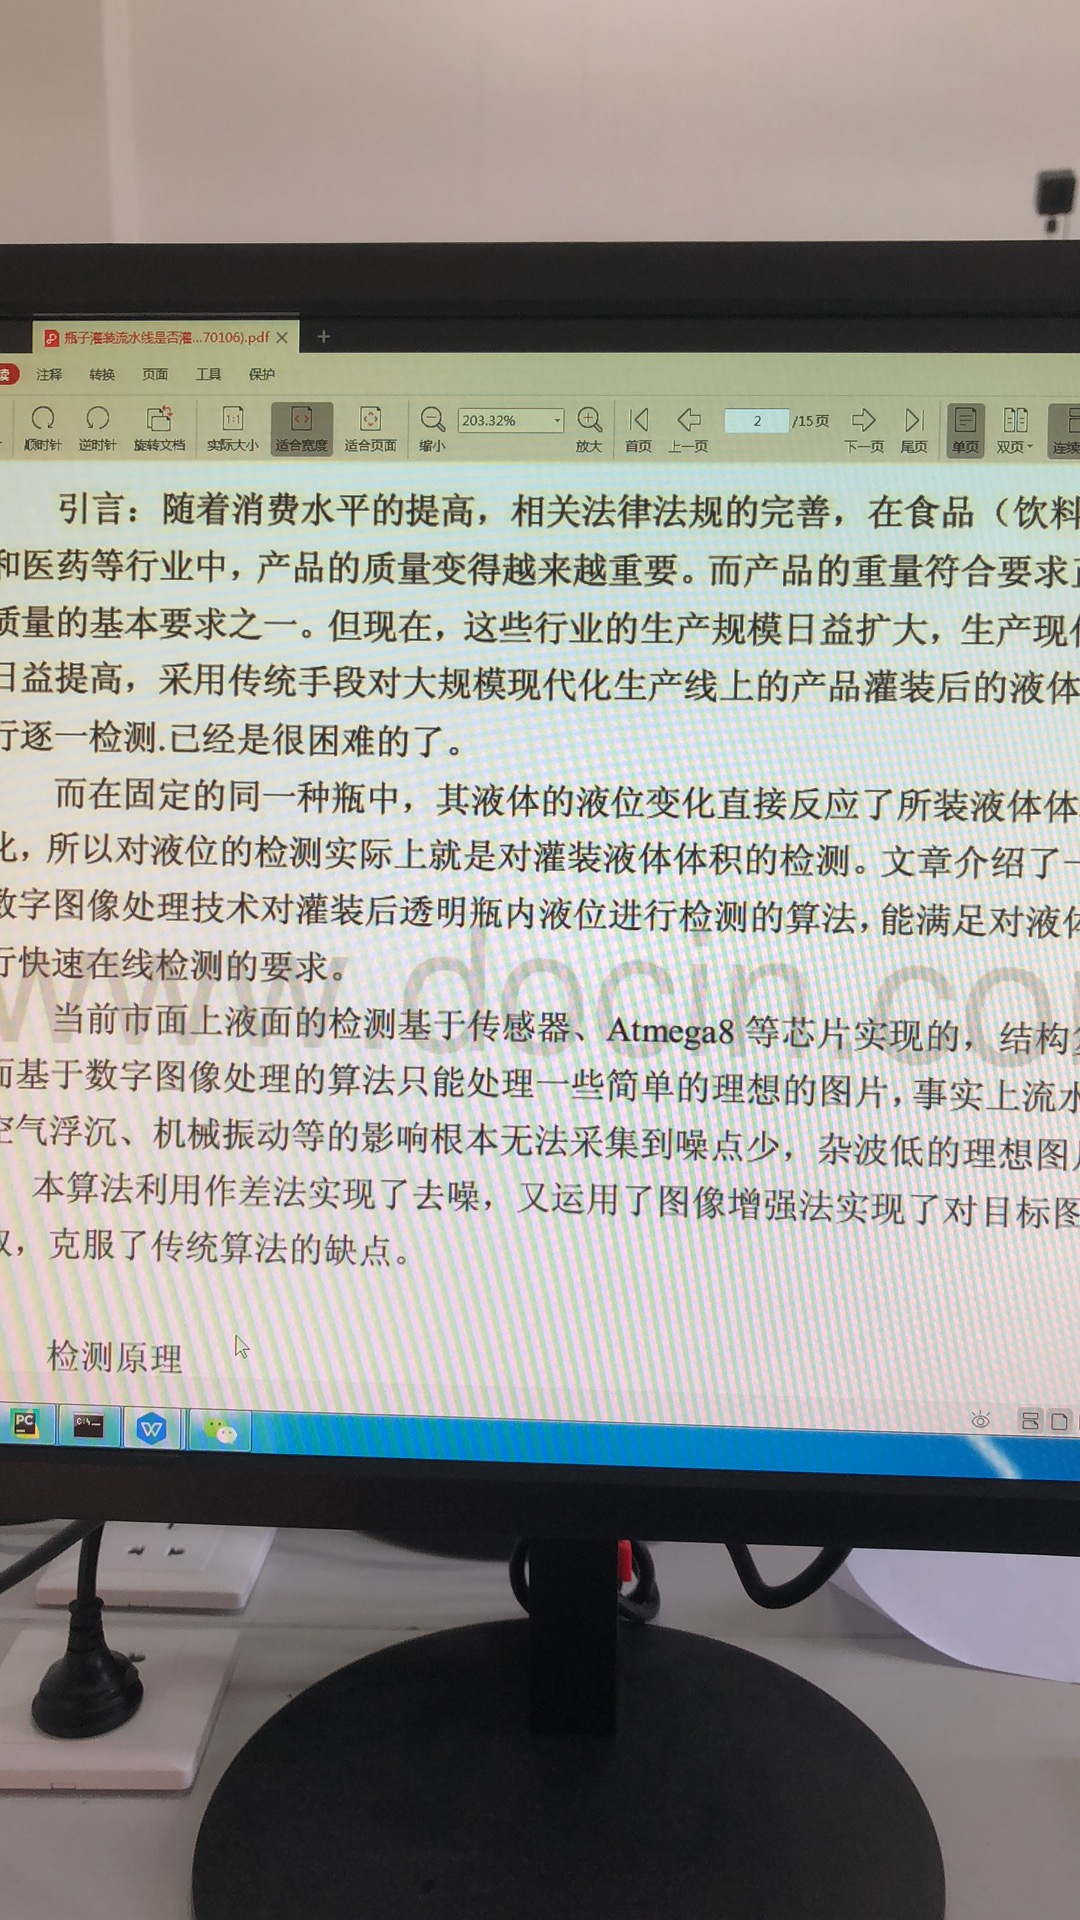 瓶子灌装流水线是否灌...70106).pdf
注释 转换 页面 工具 保护
203.32% 2 /15页
顺时针 逆时针 旋转文档 实际大小 适合宽度 适合页面 缩小 放大 首页 上一页 下一页 尾页 单页 双页 连续
引言：随着消费水平的提高，相关法律法规的完善，在食品（饮料
和医药等行业中，产品的质量变得越来越重要。而产品的重量符合要求正
质量的基本要求之一。但现在，这些行业的生产规模日益扩大，生产现代
日益提高，采用传统手段对大规模现代化生产线上的产品灌装后的液体
行逐一检测.已经是很困难的了。
而在固定的同一种瓶中，其液体的液位变化直接反应了所装液体体
化，所以对液位的检测实际上就是对灌装液体体积的检测。文章介绍了一
数字图像处理技术对灌装后透明瓶内液位进行检测的算法，能满足对液体
行快速在线检测的要求。
www.docin.co
当前市面上液面的检测基于传感器、Atmega8 等芯片实现的，结构
而基于数字图像处理的算法只能处理一些简单的理想的图片，事实上流水
空气浮沉、机械振动等的影响根本无法采集到噪点少，杂波低的理想图
本算法利用作差法实现了去噪，又运用了图像增强法实现了对目标图
取，克服了传统算法的缺点。
检测原理
PC